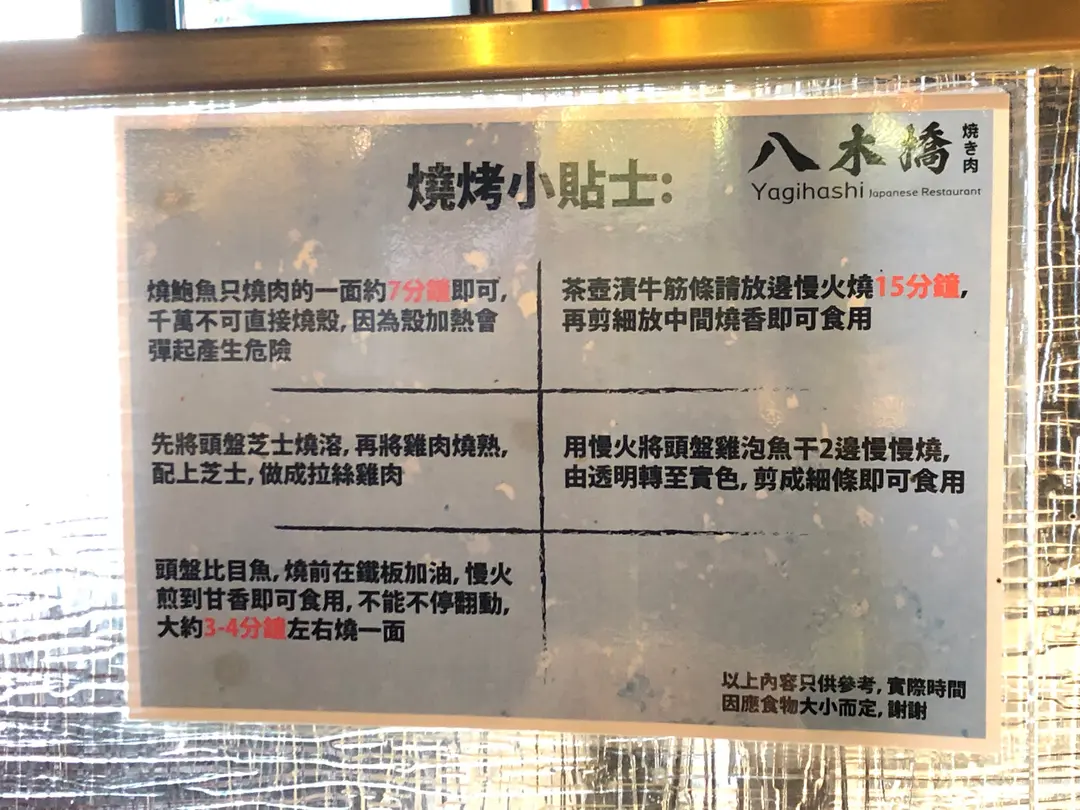 八木橋
焼き肉
Yagihashi Japanese Restaurant
燒烤小貼士:
燒鮑魚只燒肉的一面約7分鐘即可,
千萬不可直接燒殼, 因為殼加熱會
彈起產生危險
茶壺漬牛筋條請放邊慢火燒15分鐘,
再剪細放中間燒香即可食用
先將頭盤芝士燒溶, 再將雞肉燒熟,
配上芝士, 做成拉絲雞肉
用慢火將頭盤雞泡魚干2邊慢慢燒,
由透明轉至實色, 剪成細條即可食用
頭盤比目魚, 燒前在鐵板加油, 慢火
煎到甘香即可食用, 不能不停翻動,
大約3-4分鐘左右燒一面
以上內容只供參考, 實際時間
因應食物大小而定, 謝謝